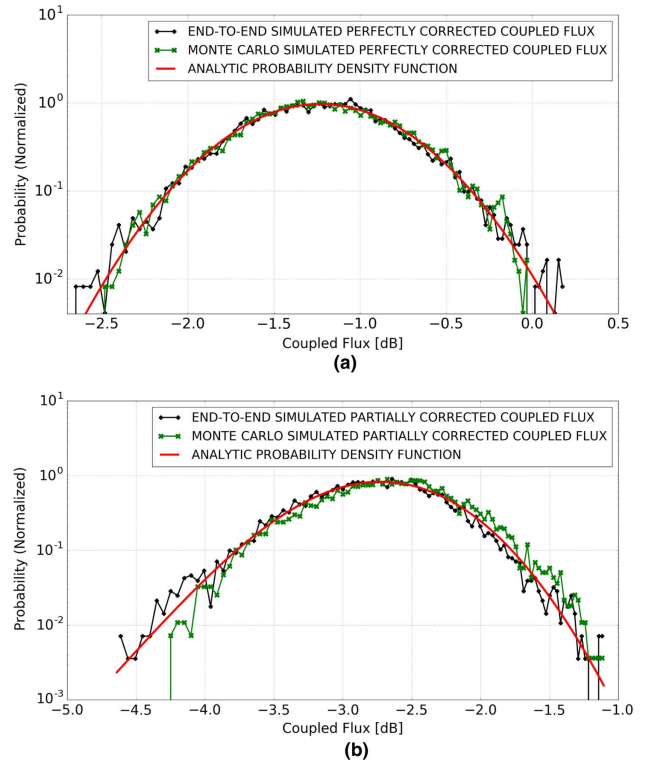 10^1
10^0
10^-1
10^-2
Probability (Normalized)
END-TO-END SIMULATED PERFECTLY CORRECTED COUPLED FLUX
MONTE CARLO SIMULATED PERFECTLY CORRECTED COUPLED FLUX
ANALYTIC PROBABILITY DENSITY FUNCTION
−2.5 −2.0 −1.5 −1.0 −0.5 0.0 0.5
Coupled Flux [dB]
(a)
10^1
10^0
10^-1
10^-2
10^-3
Probability (Normalized)
END-TO-END SIMULATED PARTIALLY CORRECTED COUPLED FLUX
MONTE CARLO SIMULATED PARTIALLY CORRECTED COUPLED FLUX
ANALYTIC PROBABILITY DENSITY FUNCTION
−5.0 −4.5 −4.0 −3.5 −3.0 −2.5 −2.0 −1.5 −1.0
Coupled Flux [dB]
(b)